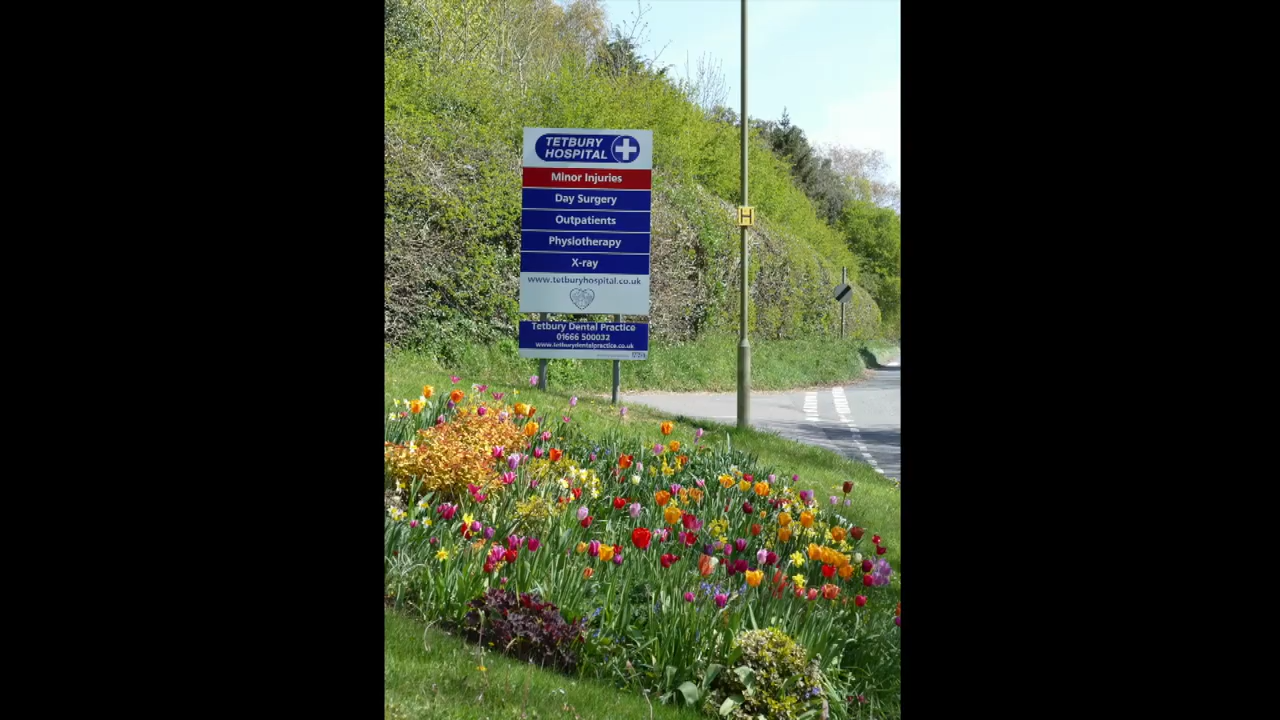 TETBURY
HOSPITAL
Minor Injuries
Day Surgery
Outpatients
Physiotherapy
X-ray
www.tetburyhospital.co.uk
Tetbury Dental Practice
01666 500032
www.tetburydentalpractice.co.uk
H